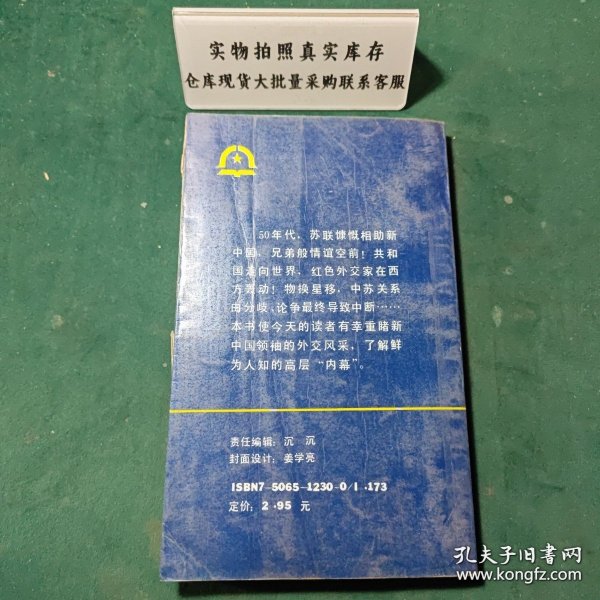 实物拍照真实库存
仓库现货大批量采购联系客服
50年代，苏联慷慨相助新
中国，兄弟般情谊空前！共和
国走向世界，红色外交家在西
方轰动！物换星移，中苏关系
由分歧、论争最终导致中断……
本书使今天的读者有幸重睹新
中国领袖的外交风采，了解鲜
为人知的高层“内幕”。
责任编辑：沉 沉
封面设计：姜学亮
ISBN7-5065-1230-0/I·173
定价：2.95 元
孔夫子旧书网
www.kongfz.com